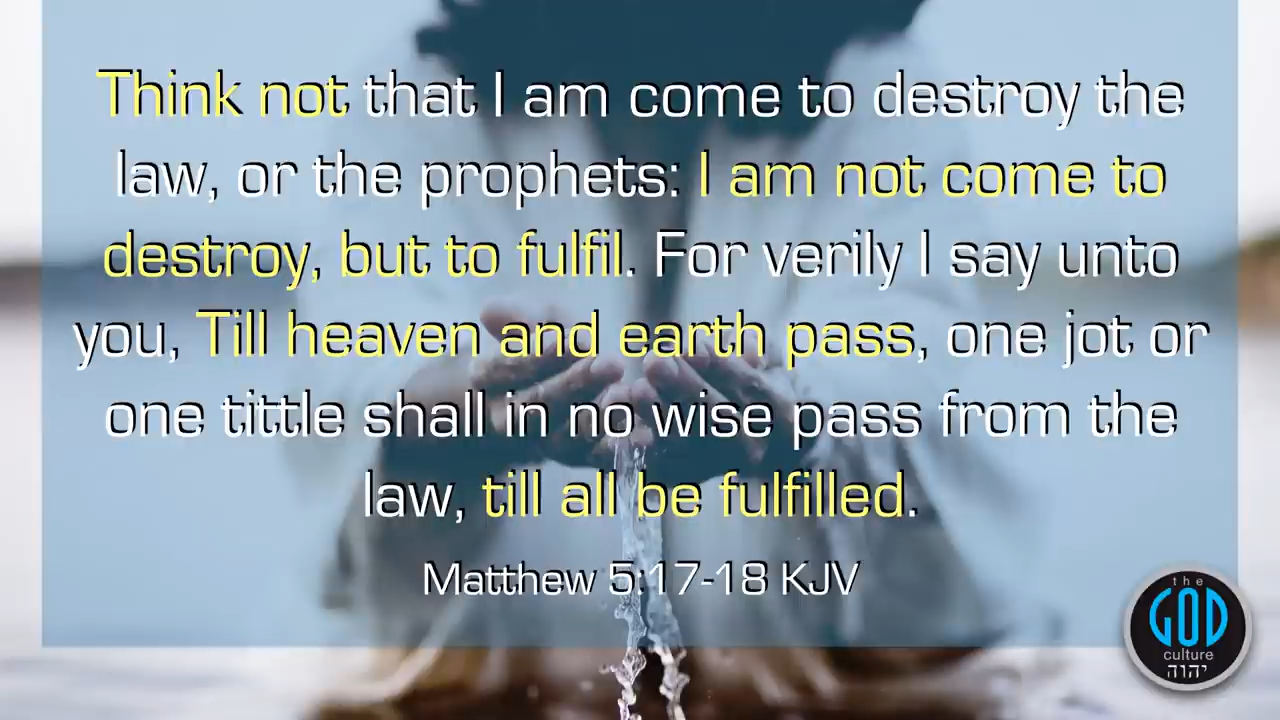 Think not that I am come to destroy the
law, or the prophets: I am not come to
destroy, but to fulfil. For verily I say unto
you, Till heaven and earth pass, one jot or
one tittle shall in no wise pass from the
law, till all be fulfilled.
Matthew 5:17-18 KJV
the
GOD
culture
יהוה